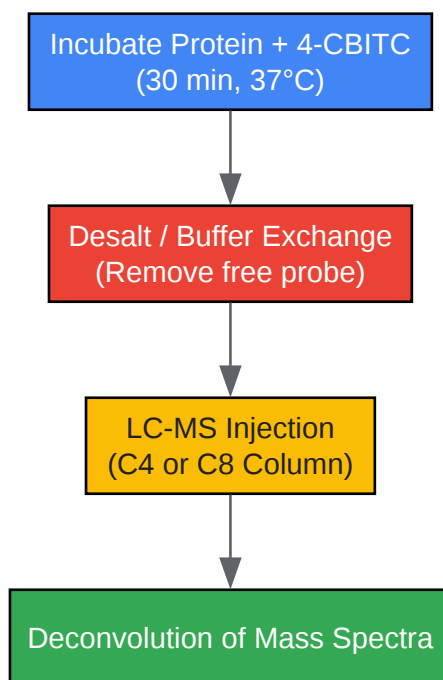 Incubate Protein + 4-CBITC
(30 min, 37°C)
Desalt / Buffer Exchange
(Remove free probe)
LC-MS Injection
(C4 or C8 Column)
Deconvolution of Mass Spectra